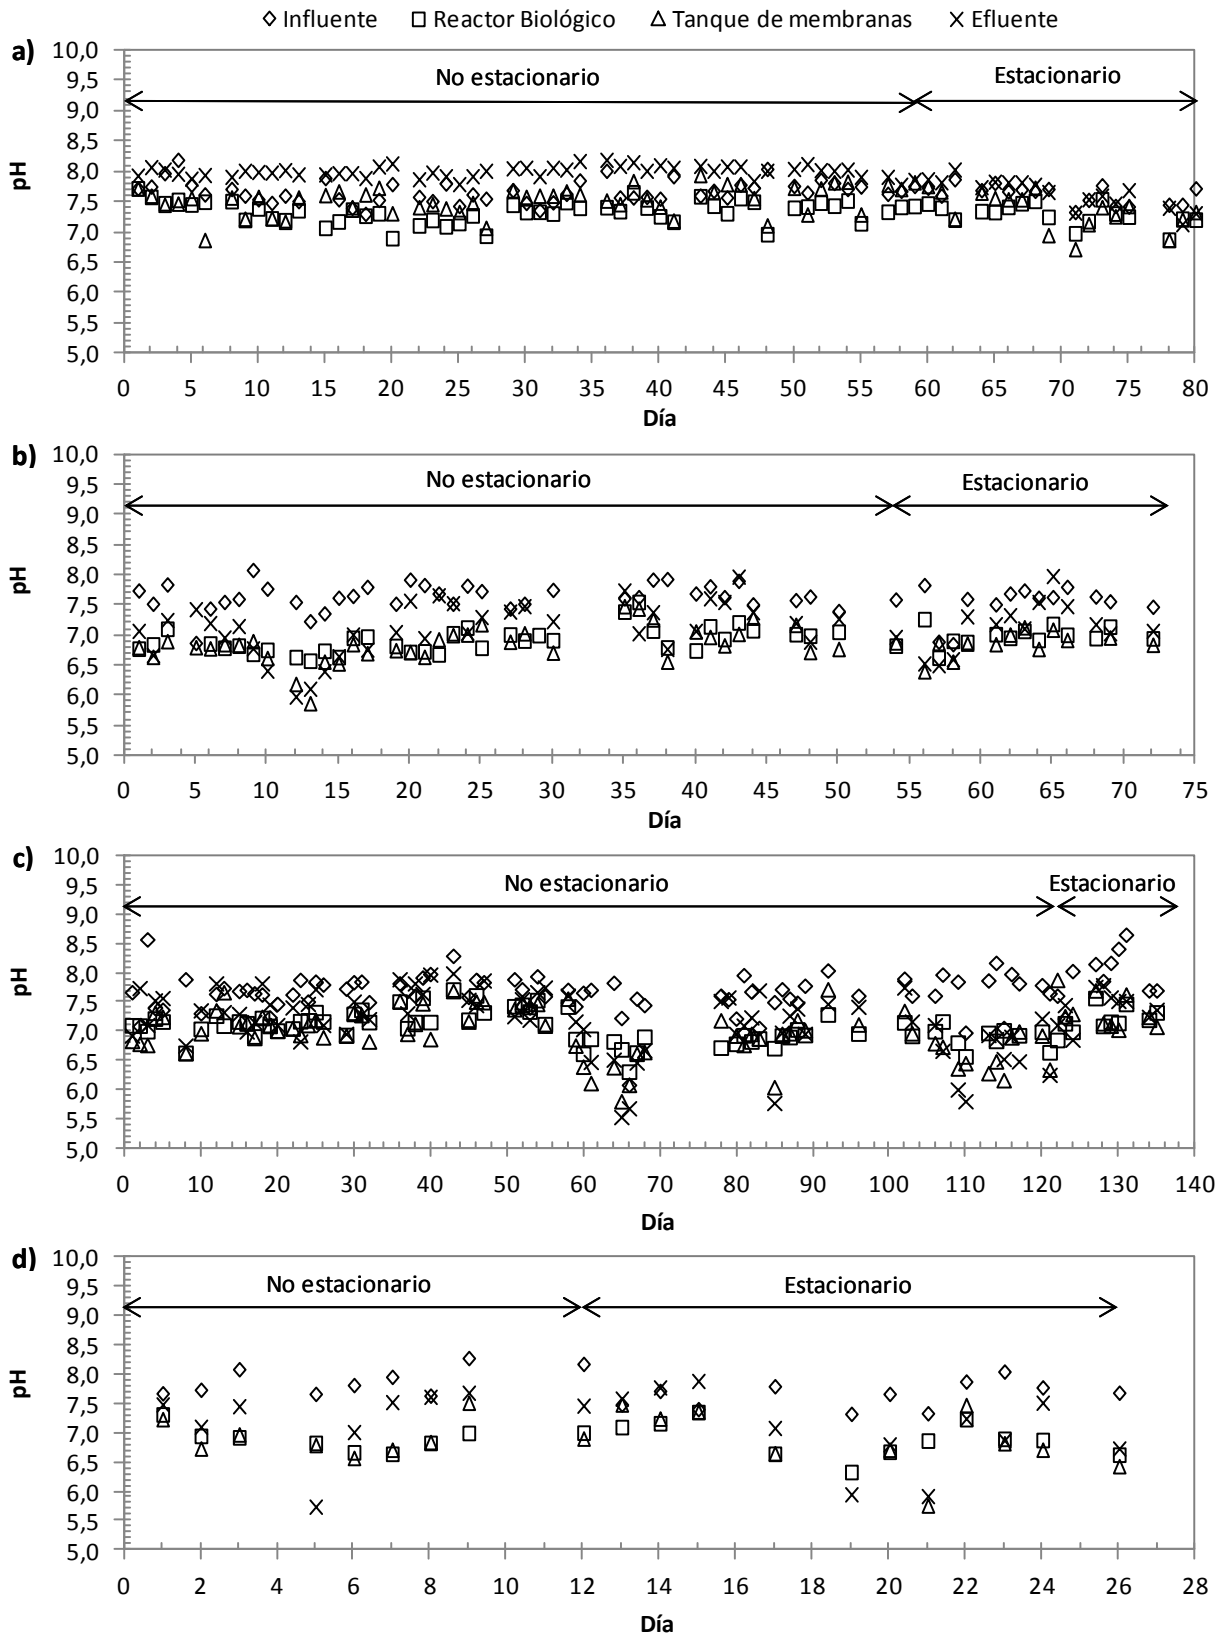 Influente Reactor Biológico Tanque de membranas Efluente
a)
10,0
9,5
9,0
8,5
8,0
7,5
7,0
6,5
6,0
5,5
5,0
pH
No estacionario Estacionario
0 5 10 15 20 25 30 35 40 45 50 55 60 65 70 75 80
Día
b)
10,0
9,5
9,0
8,5
8,0
7,5
7,0
6,5
6,0
5,5
5,0
pH
No estacionario Estacionario
0 5 10 15 20 25 30 35 40 45 50 55 60 65 70 75
Día
c)
10,0
9,5
9,0
8,5
8,0
7,5
7,0
6,5
6,0
5,5
5,0
pH
No estacionario Estacionario
0 10 20 30 40 50 60 70 80 90 100 110 120 130 140
Día
d)
10,0
9,5
9,0
8,5
8,0
7,5
7,0
6,5
6,0
5,5
5,0
pH
No estacionario Estacionario
0 2 4 6 8 10 12 14 16 18 20 22 24 26 28
Día